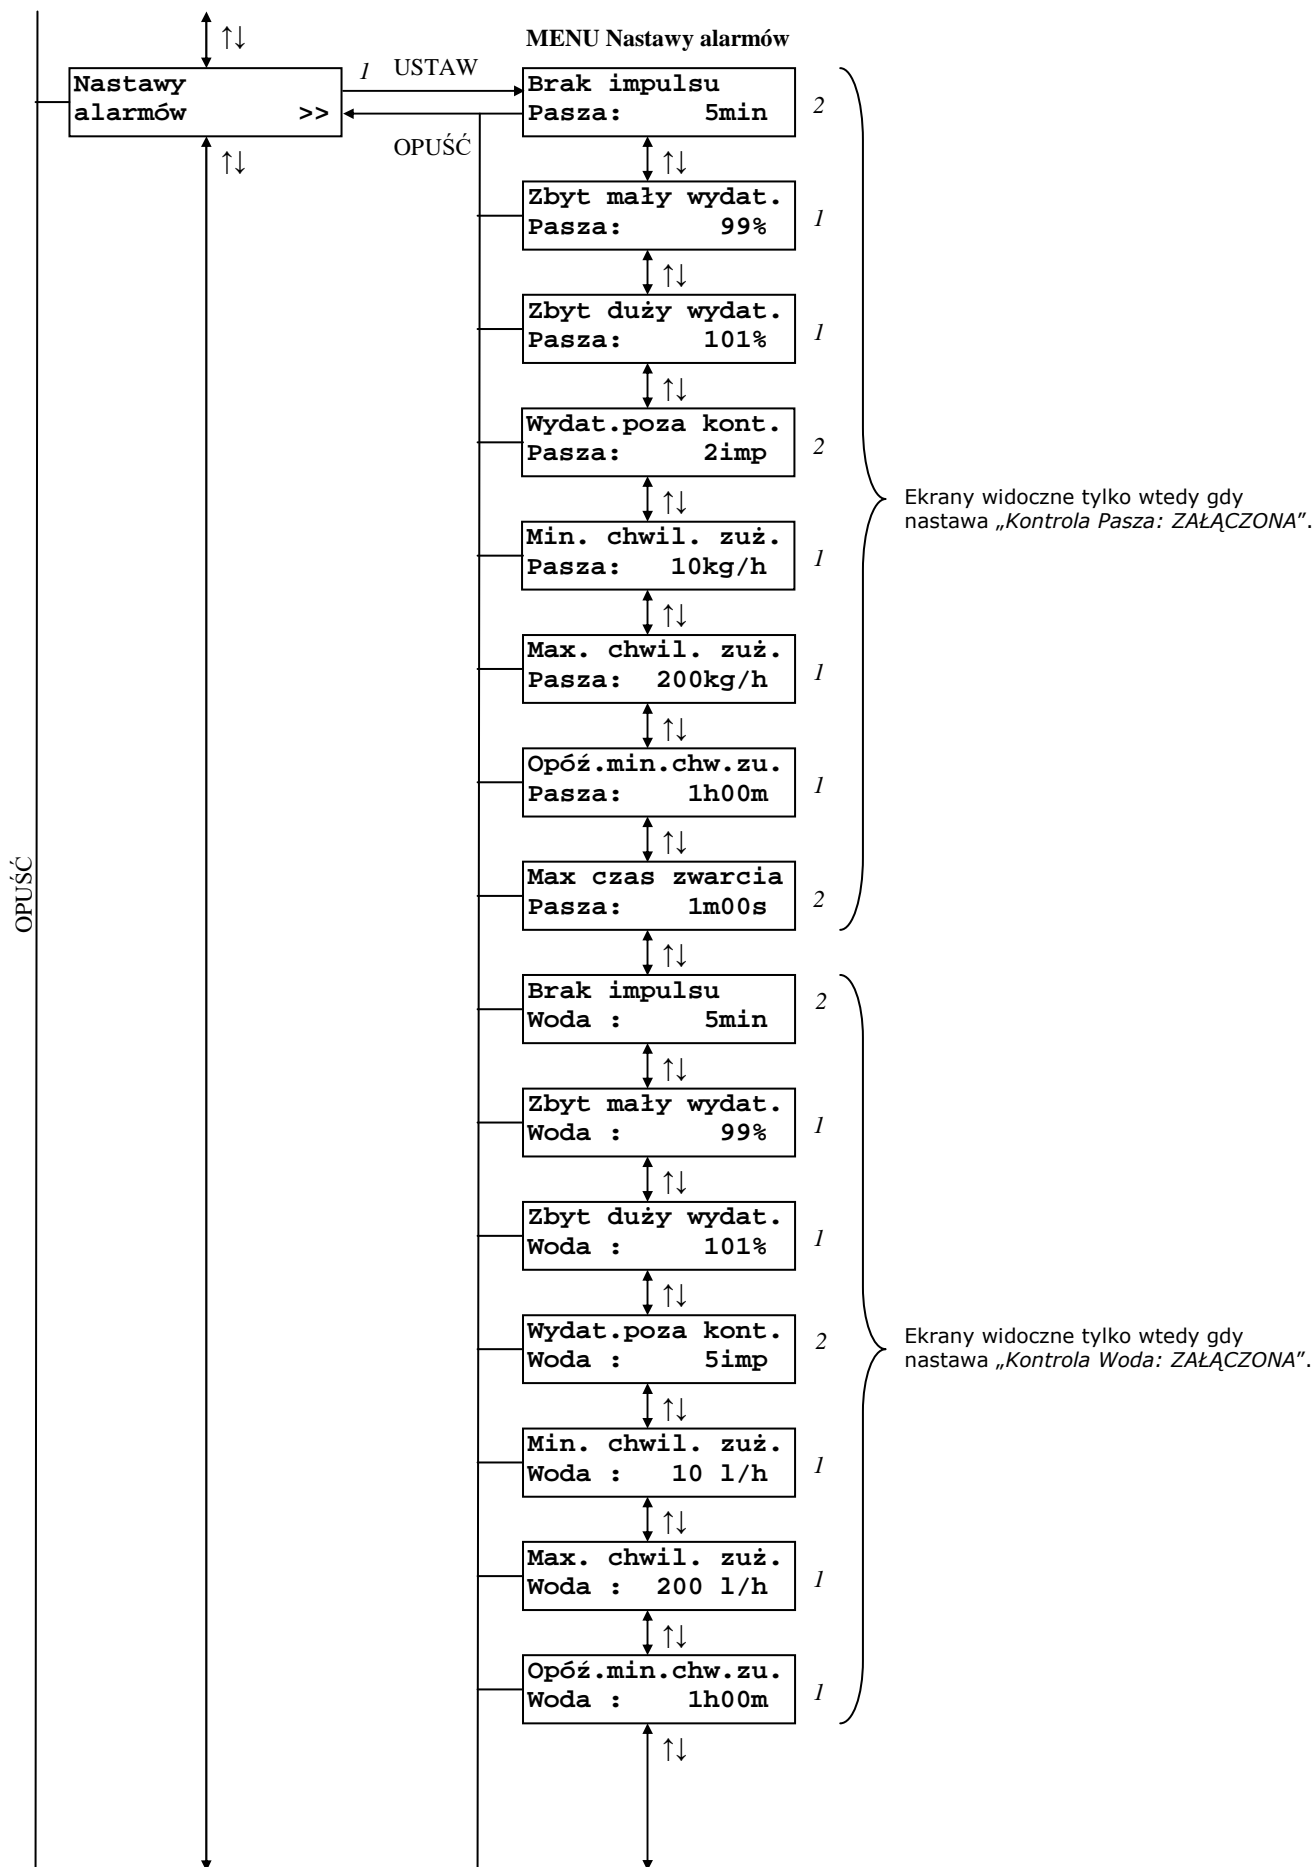 ↑↓
MENU Nastawy alarmów
Nastawy
alarmów >>
1 USTAW
OPUŚĆ
↑↓
Brak impulsu
Pasza: 5min
2
↑↓
Zbyt mały wydat.
Pasza: 99%
1
↑↓
Zbyt duży wydat.
Pasza: 101%
1
↑↓
Wydat.poza kont.
Pasza: 2imp
2
↑↓
Min. chwil. zuż.
Pasza: 10kg/h
1
↑↓
Max. chwil. zuż.
Pasza: 200kg/h
1
↑↓
Opóź.min.chw.zu.
Pasza: 1h00m
1
↑↓
Max czas zwarcia
Pasza: 1m00s
2
Ekrany widoczne tylko wtedy gdy
nastawa „Kontrola Pasza: ZAŁĄCZONA”.
OPUŚĆ
↑↓
Brak impulsu
Woda : 5min
2
↑↓
Zbyt mały wydat.
Woda : 99%
1
↑↓
Zbyt duży wydat.
Woda : 101%
1
↑↓
Wydat.poza kont.
Woda : 5imp
2
↑↓
Min. chwil. zuż.
Woda : 10 l/h
1
↑↓
Max. chwil. zuż.
Woda : 200 l/h
1
↑↓
Opóź.min.chw.zu.
Woda : 1h00m
1
↑↓
Ekrany widoczne tylko wtedy gdy
nastawa „Kontrola Woda: ZAŁĄCZONA”.